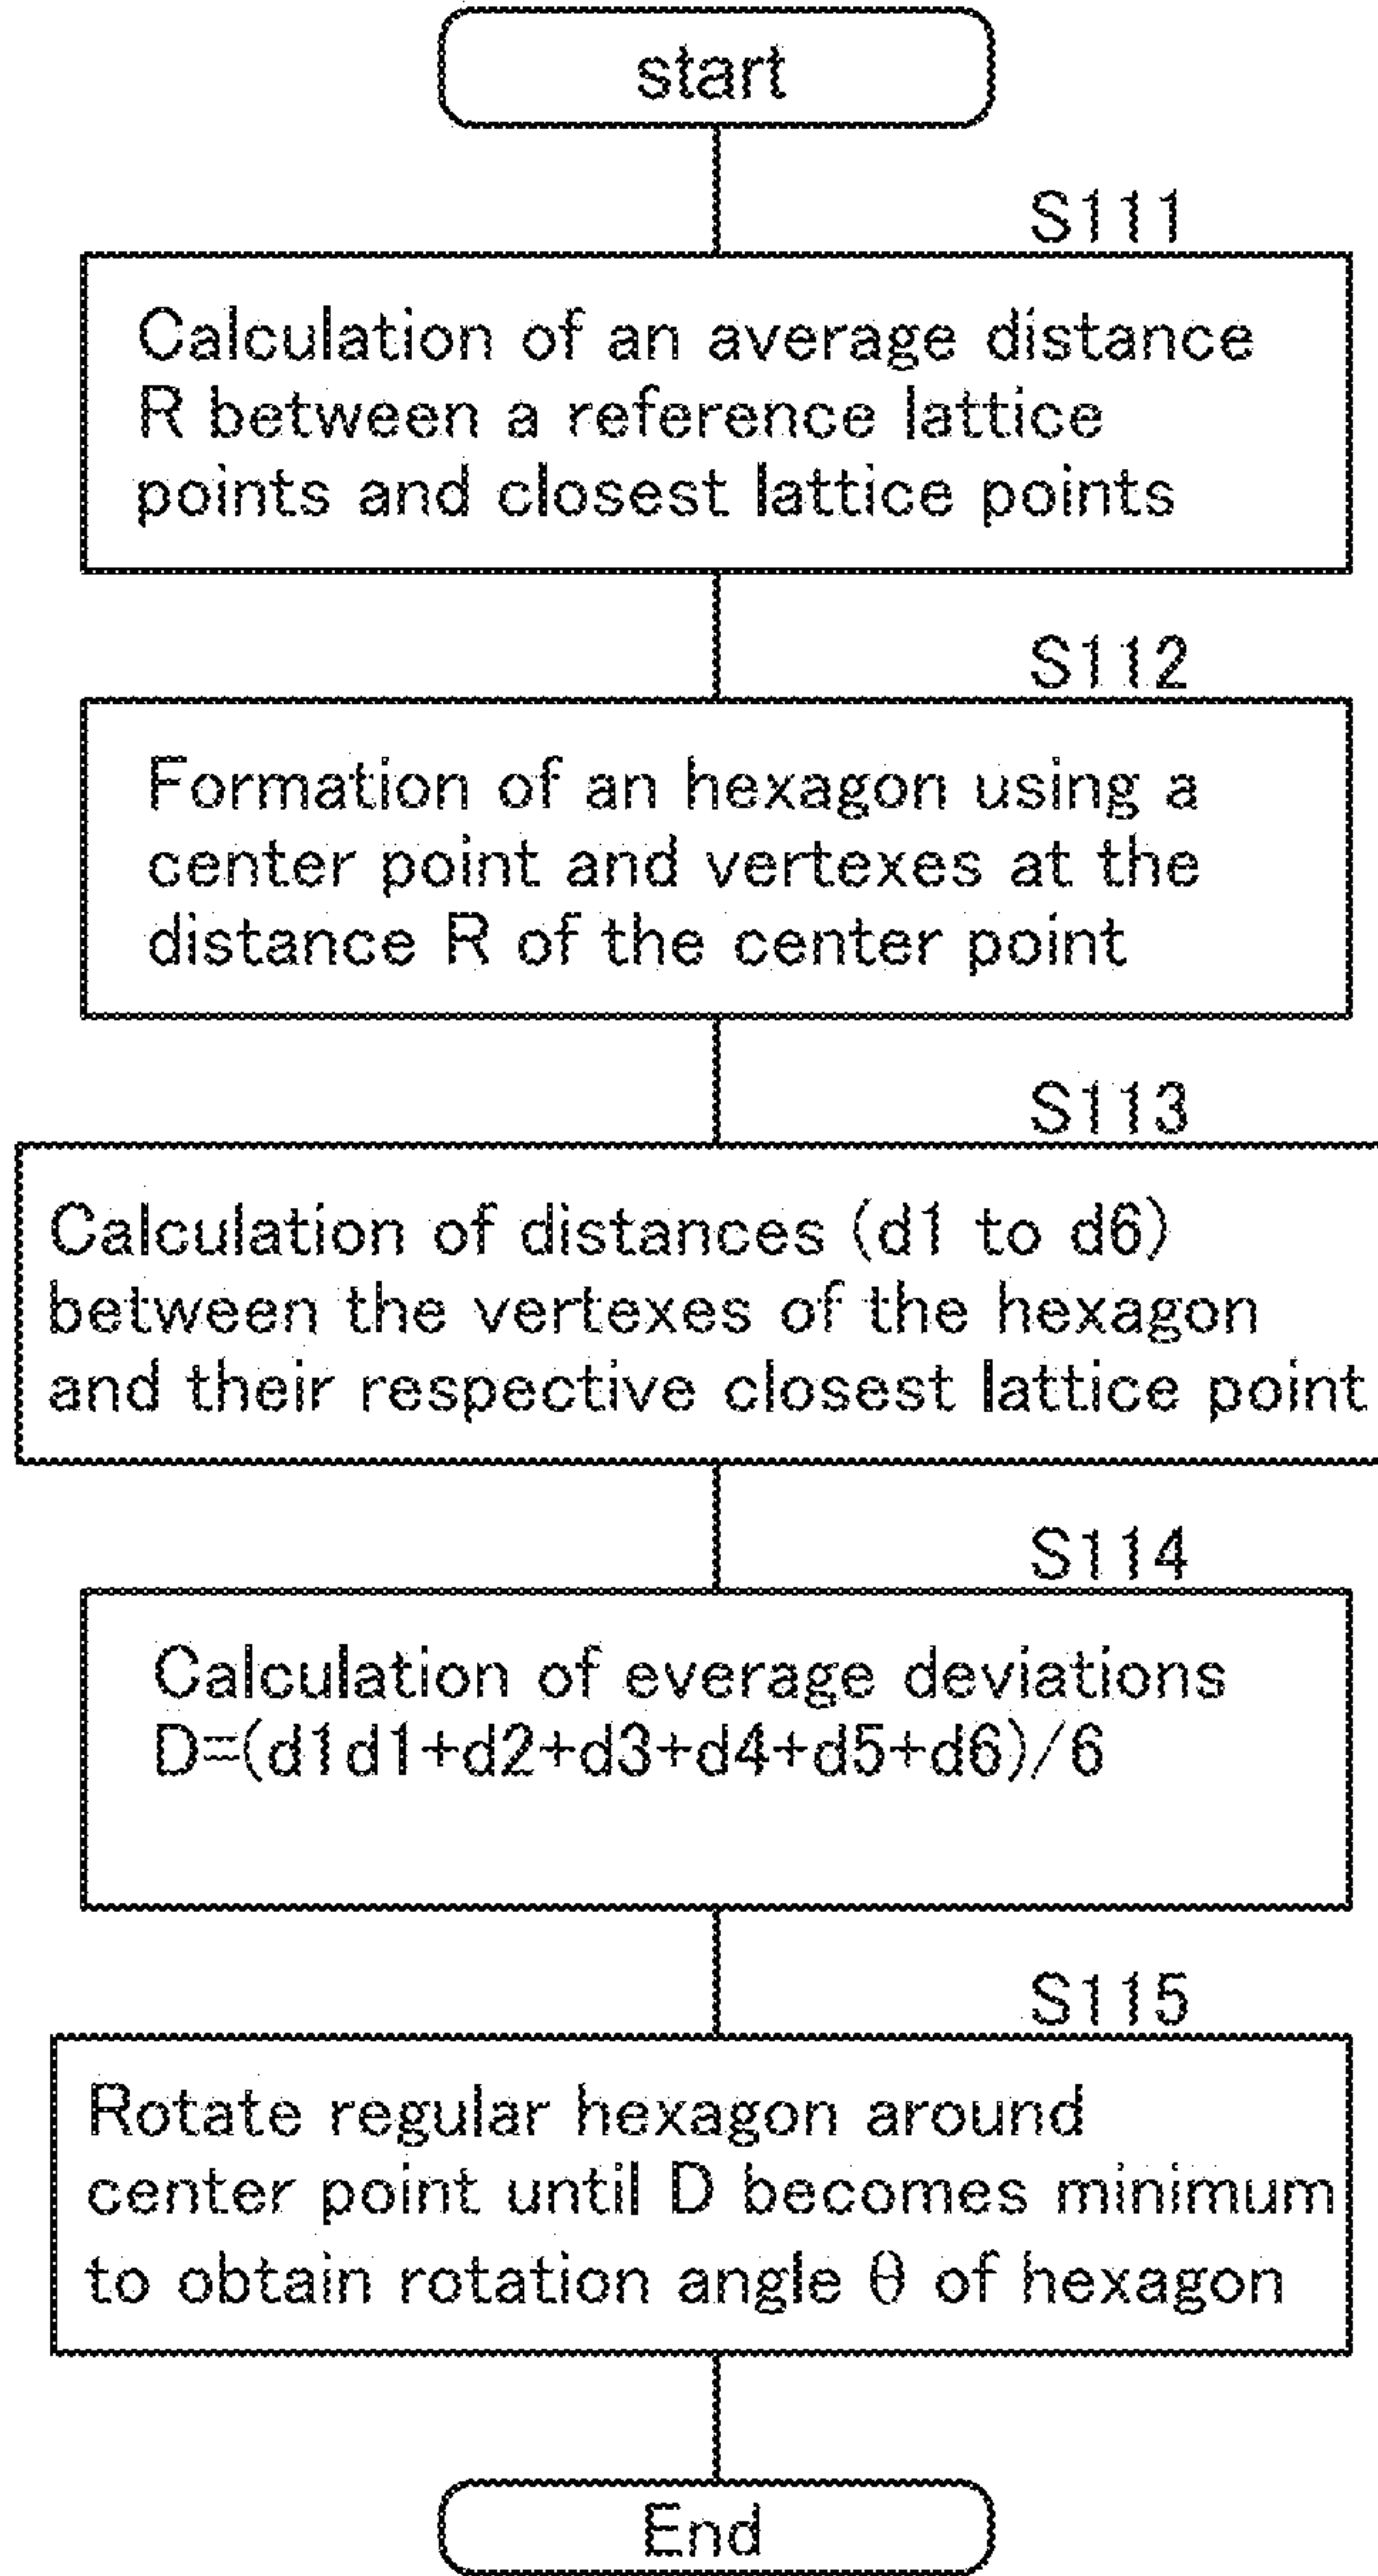 start
S111
Calculation of an average distance
R between a reference lattice
points and closest lattice points
S112
Formation of an hexagon using a
center point and vertexes at the
distance R of the center point
S113
Calculation of distances (d1 to d6)
between the vertexes of the hexagon
and their respective closest lattice point
S114
Calculation of everage deviations
D=(d1d1+d2+d3+d4+d5+d6)/6
S115
Rotate regular hexagon around
center point until D becomes minimum
to obtain rotation angle θ of hexagon
End